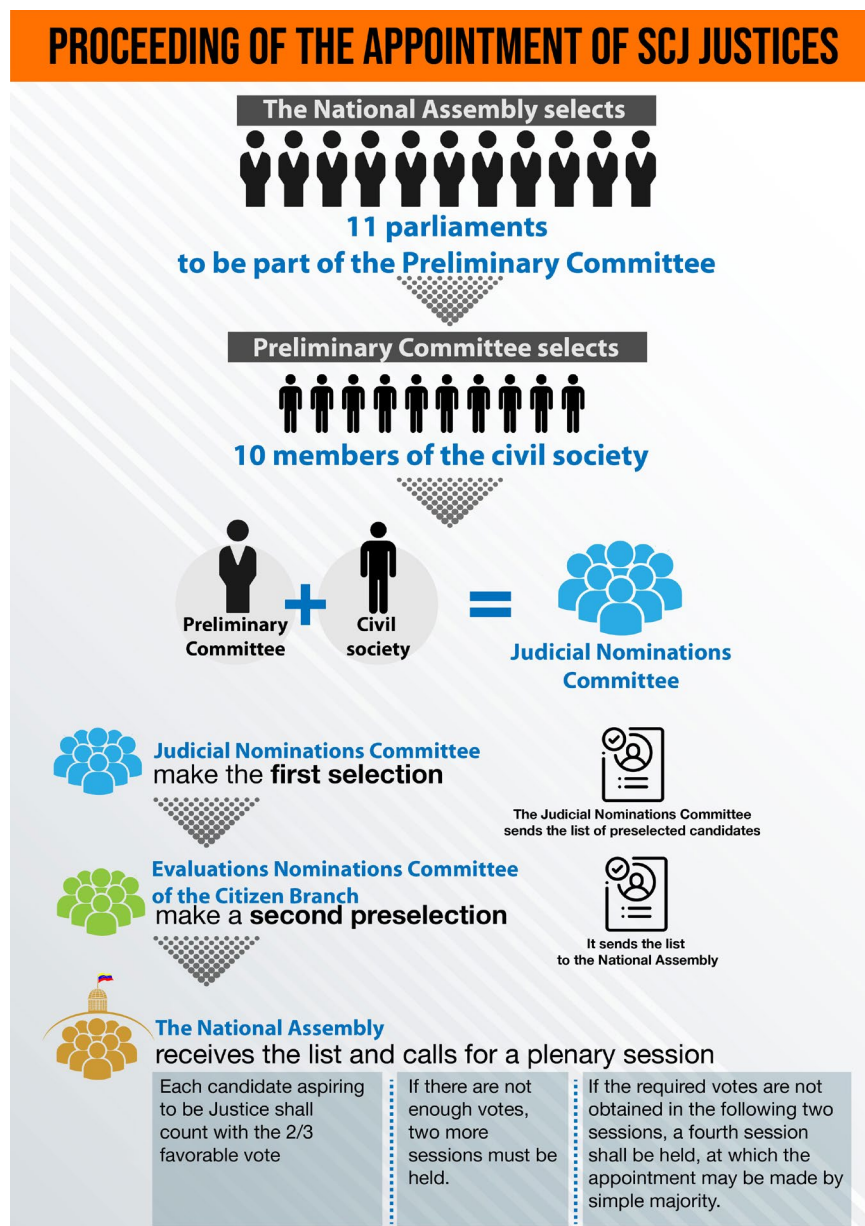 PROCEEDING OF THE APPOINTMENT OF SCJ JUSTICES
The National Assembly selects
11 parliaments
to be part of the Preliminary Committee
Preliminary Committee selects
10 members of the civil society
Preliminary
Committee
+
Civil
society
=
Judicial Nominations
Committee
Judicial Nominations Committee
make the first selection
The Judicial Nominations Committee
sends the list of preselected candidates
Evaluations Nominations Committee
of the Citizen Branch
make a second preselection
It sends the list
to the National Assembly
The National Assembly
receives the list and calls for a plenary session
Each candidate aspiring
to be Justice shall
count with the 2/3
favorable vote
If there are not
enough votes,
two more
sessions must be
held.
If the required votes are not
obtained in the following two
sessions, a fourth session
shall be held, at which the
appointment may be made by
simple majority.